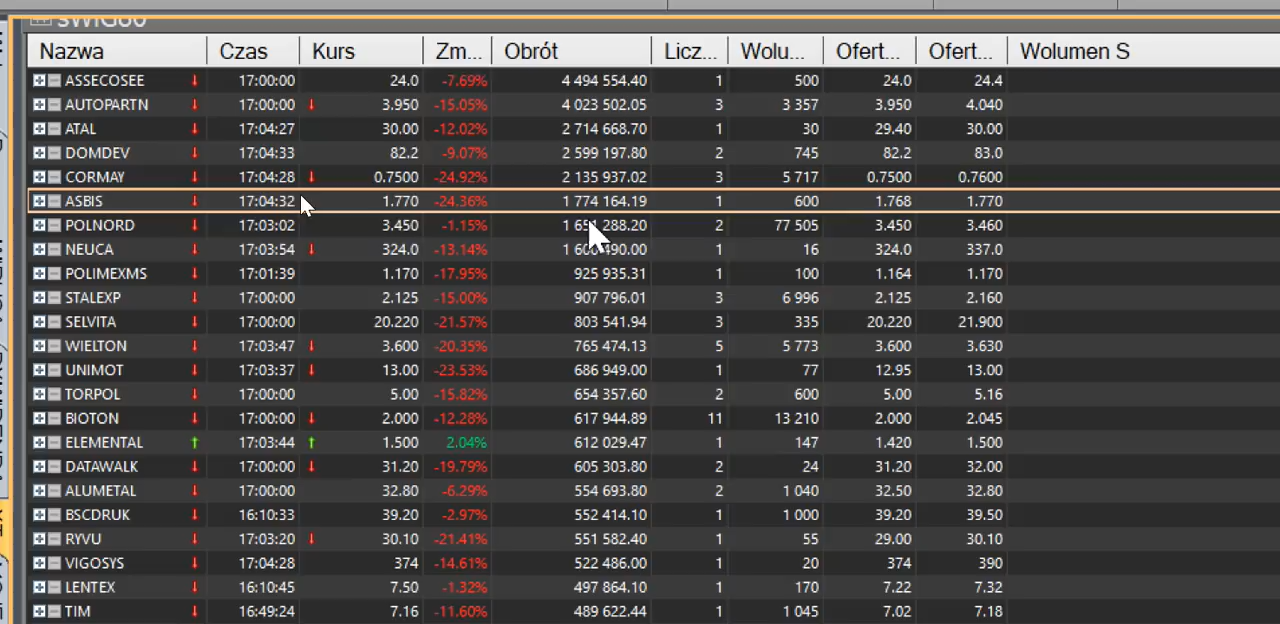 sWIG80
Nazwa Czas Kurs Zm... Obrót Licz... Wolu... Ofert... Ofert... Wolumen S
ASSECOSEE 17:00:00 24.0 -7.69% 4 494 554.40 1 500 24.0 24.4
AUTOPARTN 17:00:00 3.950 -15.05% 4 023 502.05 3 3 357 3.950 4.040
ATAL 17:04:27 30.00 -12.02% 2 714 668.70 1 30 29.40 30.00
DOMDEV 17:04:33 82.2 -9.07% 2 599 197.80 2 745 82.2 83.0
CORMAY 17:04:28 0.7500 -24.92% 2 135 937.02 3 5 717 0.7500 0.7600
ASBIS 17:04:32 1.770 -24.36% 1 774 164.19 1 600 1.768 1.770
POLNORD 17:03:02 3.450 -1.15% 288.20 2 77 505 3.450 3.460
NEUCA 17:03:54 324.0 -13.14% 1 16 324.0 337.0
POLIMEXMS 17:01:39 1.170 -17.95% 925 935.31 1 100 1.164 1.170
STALEXP 17:00:00 2.125 -15.00% 907 796.01 3 6 996 2.125 2.160
SELVITA 17:00:00 20.220 -21.57% 803 541.94 3 335 20.220 21.900
WIELTON 17:03:47 3.600 -20.35% 765 474.13 5 5 773 3.600 3.630
UNIMOT 17:03:37 13.00 -23.53% 686 949.00 1 77 12.95 13.00
TORPOL 17:00:00 5.00 -15.82% 654 357.60 2 600 5.00 5.16
BIOTON 17:00:00 2.000 -12.28% 617 944.89 11 13 210 2.000 2.045
ELEMENTAL 17:03:44 1.500 2.04% 612 029.47 1 147 1.420 1.500
DATAWALK 17:00:00 31.20 -19.79% 605 303.80 2 24 31.20 32.00
ALUMETAL 17:00:00 32.80 -6.29% 554 693.80 2 1 040 32.50 32.80
BSCDRUK 16:10:33 39.20 -2.97% 552 414.10 1 1 000 39.20 39.50
RYVU 17:03:20 30.10 -21.41% 551 582.40 1 55 29.00 30.10
VIGOSYS 17:04:28 374 -14.61% 522 486.00 1 20 374 390
LENTEX 16:10:45 7.50 -1.32% 497 864.10 1 170 7.22 7.32
TIM 16:49:24 7.16 -11.60% 489 622.44 1 1 045 7.02 7.18